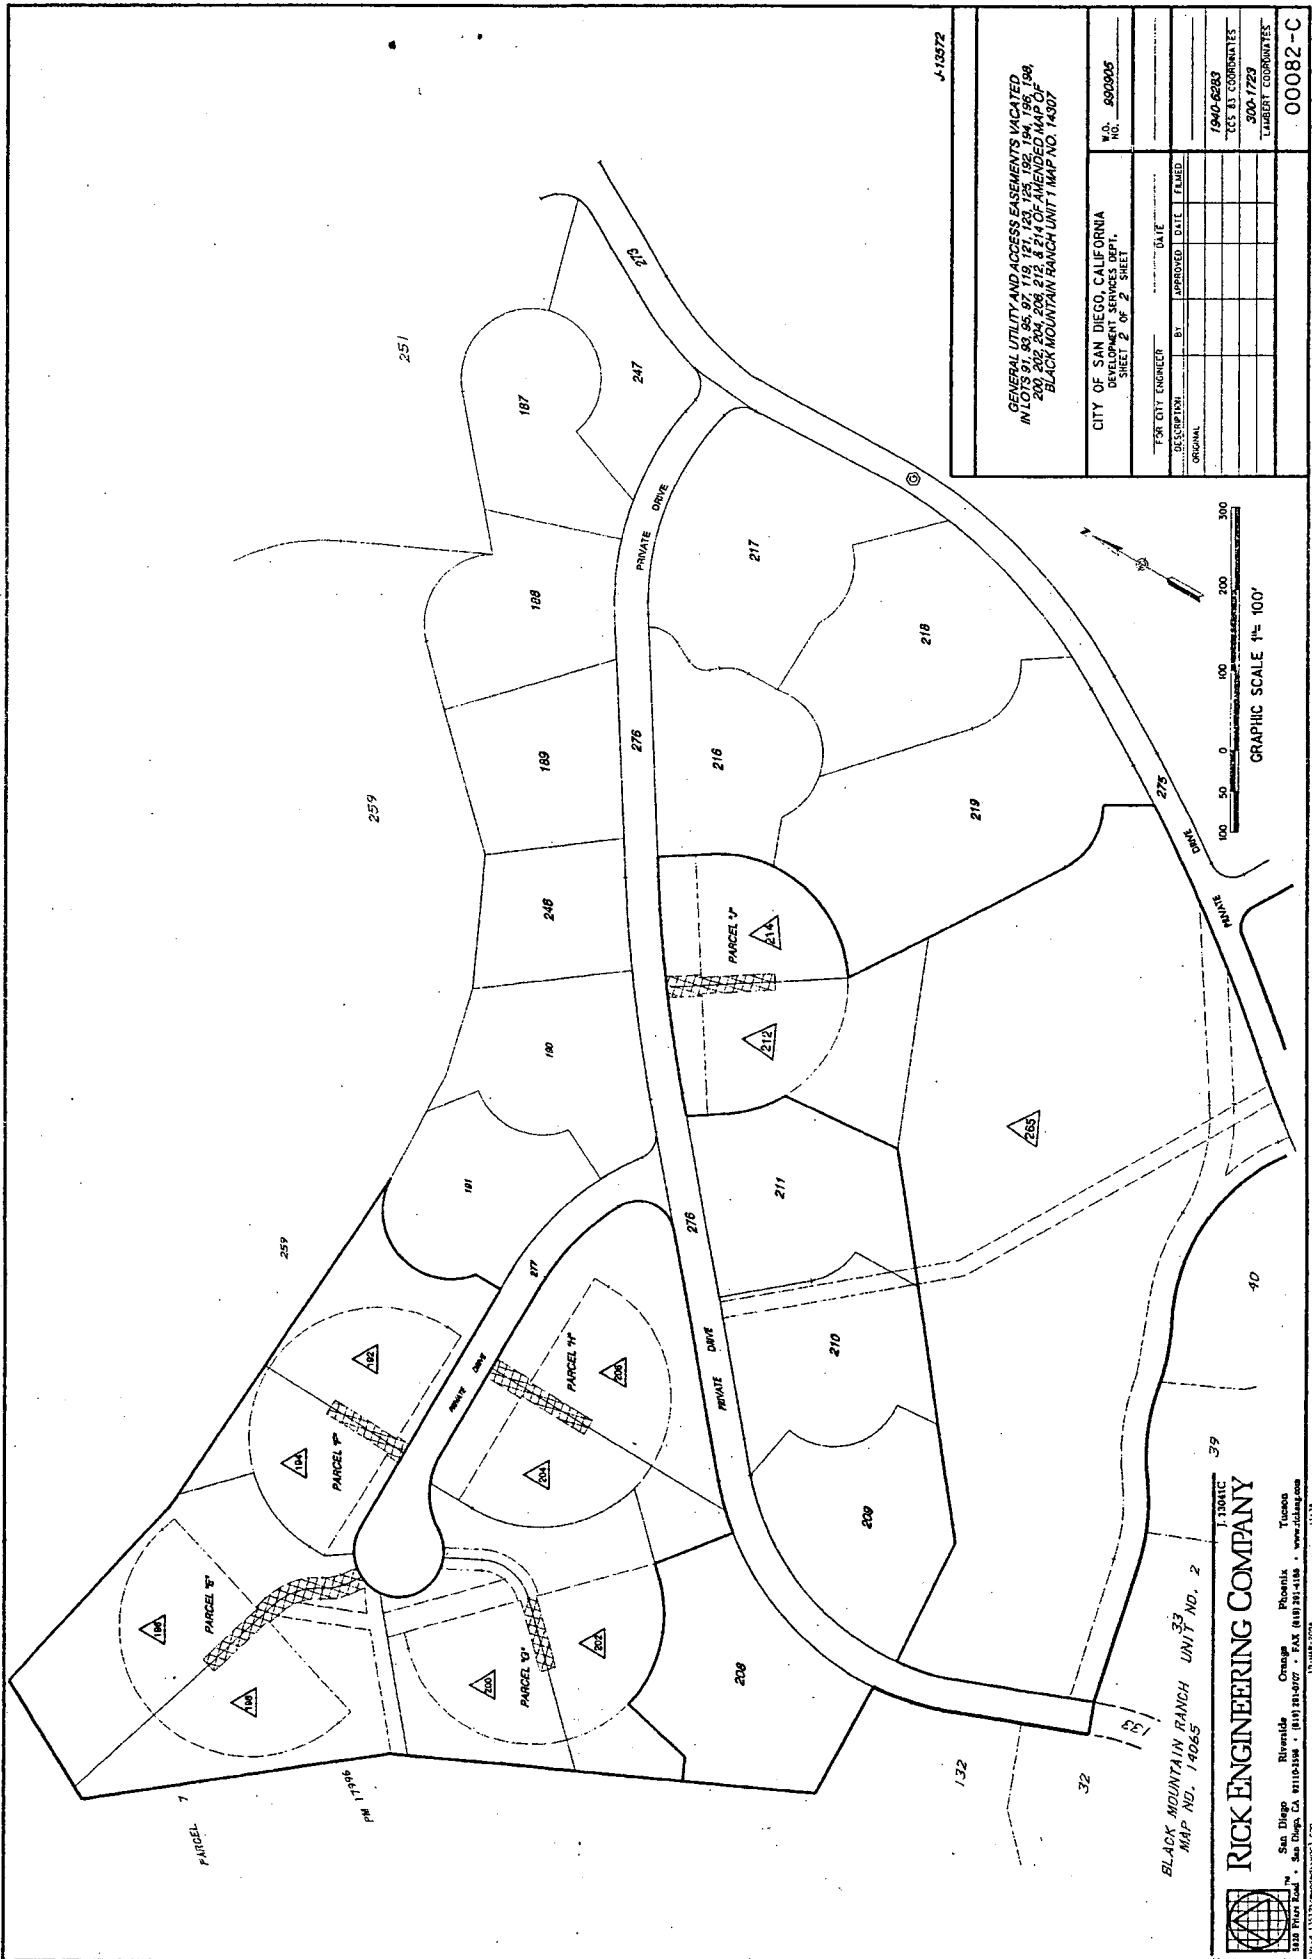 J-13572
GENERAL UTILITY AND ACCESS EASEMENTS VACATED
IN LOTS 91, 93, 95, 97, 119, 121, 123, 125, 192, 194, 196, 198,
200, 202, 204, 206, 212, & 214 OF AMENDED MAP OF
BLACK MOUNTAIN RANCH UNIT 1 MAP NO. 14307
CITY OF SAN DIEGO, CALIFORNIA
DEVELOPMENT SERVICES DEPT.
SHEET 2 OF 2 SHEET
W.O. NO. 990905
FOR CITY ENGINEER
DATE
DESCRIPTION BY APPROVED DATE FILMED
ORIGINAL
1940-6283
CCS 83 COORDINATES
300-1723
LAMBERT COORDINATES
00082-C
251
259
259
187
247
273
188
189
248
190
191
PRIVATE DRIVE
217
218
216
219
276
275
PRIVATE DRIVE
PARCEL "J"
214
212
265
211
210
209
208
276
PRIVATE DRIVE
277
PRIVATE DRIVE
192
194
PARCEL "F"
PARCEL "H"
206
204
196
198
PARCEL "E"
200
202
PARCEL "G"
PARCEL 7
PM 17996
132
32
133
33
39
40
BLACK MOUNTAIN RANCH UNIT NO. 2
MAP NO. 14065
N
100 50 0 100 200 300
GRAPHIC SCALE 1"= 100'
J. 13041C
RICK ENGINEERING COMPANY
San Diego Riverside Orange Phoenix Tucson